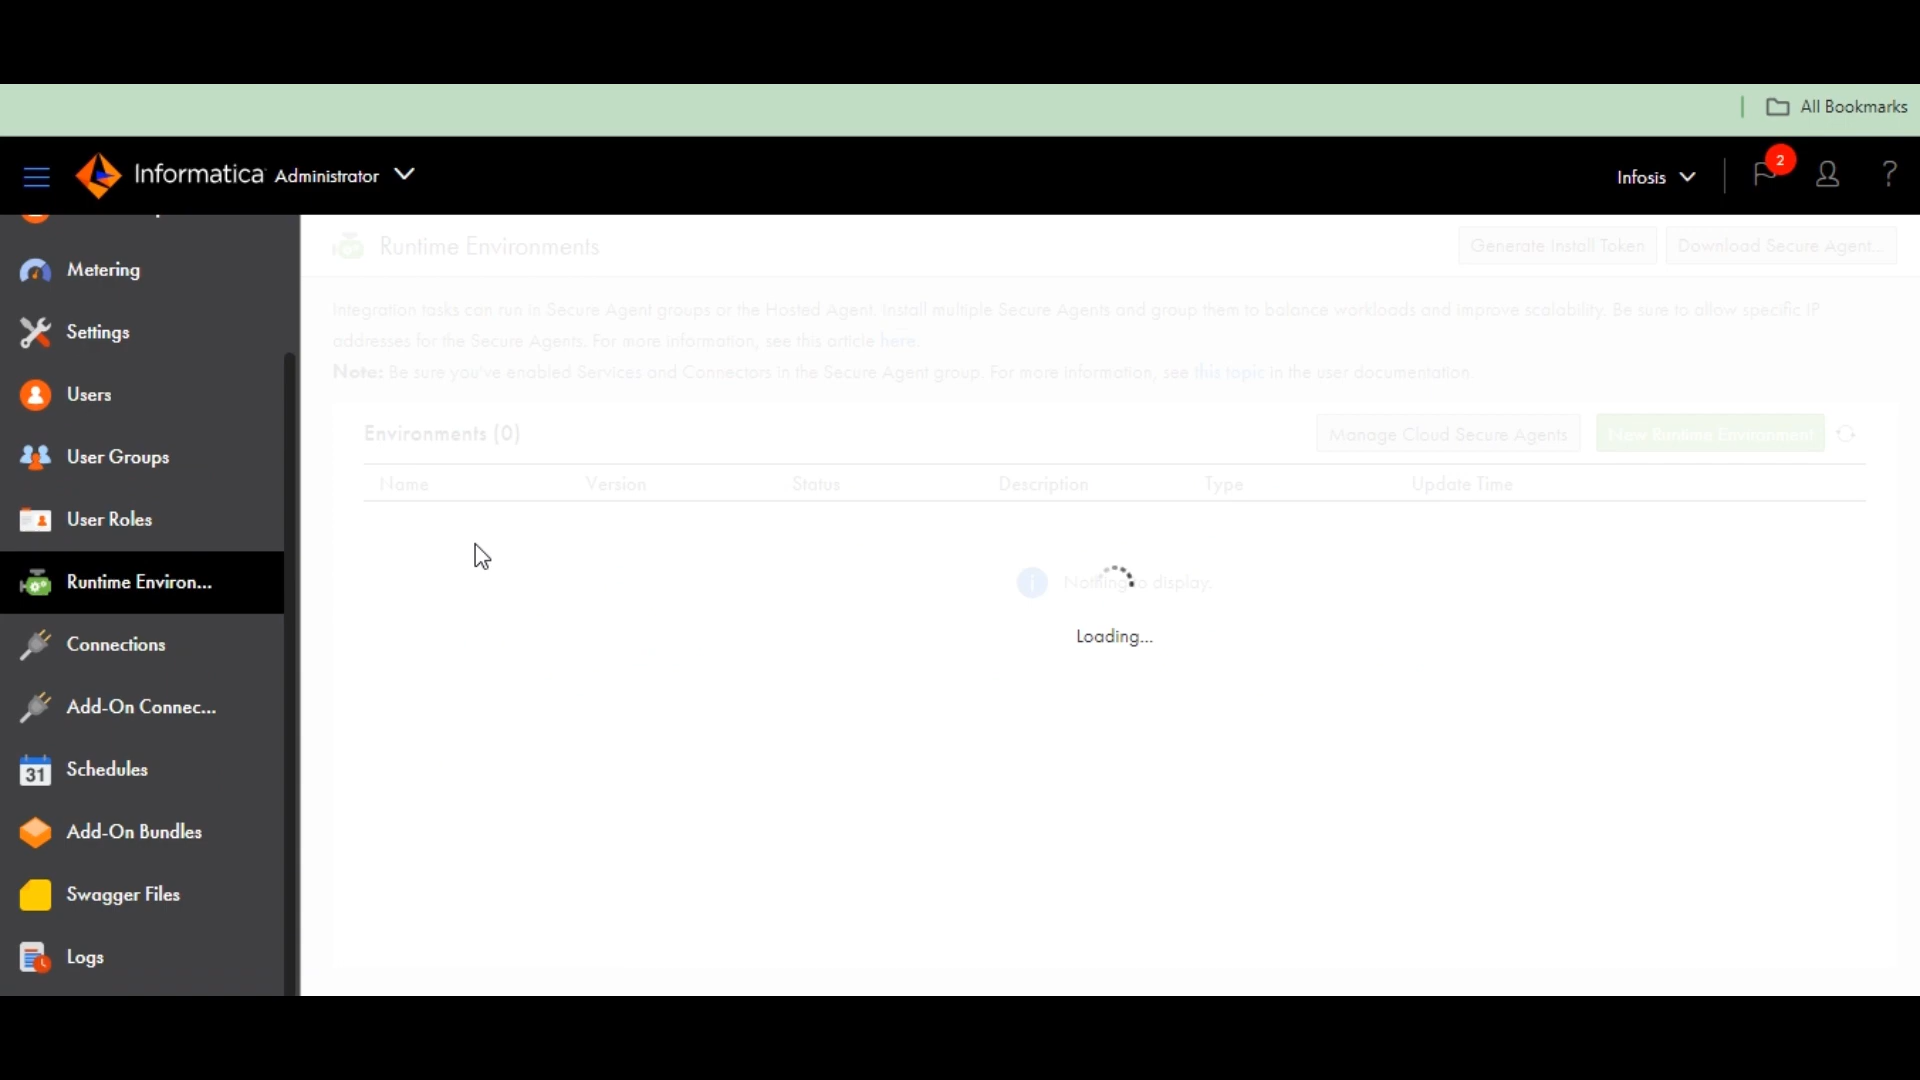 All Bookmarks
Informatica Administrator
Infosis
2
?
Metering
Settings
Users
User Groups
User Roles
Runtime Environ...
Connections
Add-On Connec...
31
Schedules
Add-On Bundles
Swagger Files
Logs
Runtime Environments
Generate Install Token
Download Secure Agent...
Integration tasks can run in Secure Agent groups or the Hosted Agent. Install multiple Secure Agents and group them to balance workloads and improve scalability. Be sure to allow specific IP
addresses for the Secure Agents. For more information, see this article here.
Note: Be sure you've enabled Services and Connectors in the Secure Agent group. For more information, see this topic in the user documentation
Environments (0)
Manage Cloud Secure Agents
New Runtime Environment
Name Version Status Description Type Update Time
Nothing to display.
Loading...